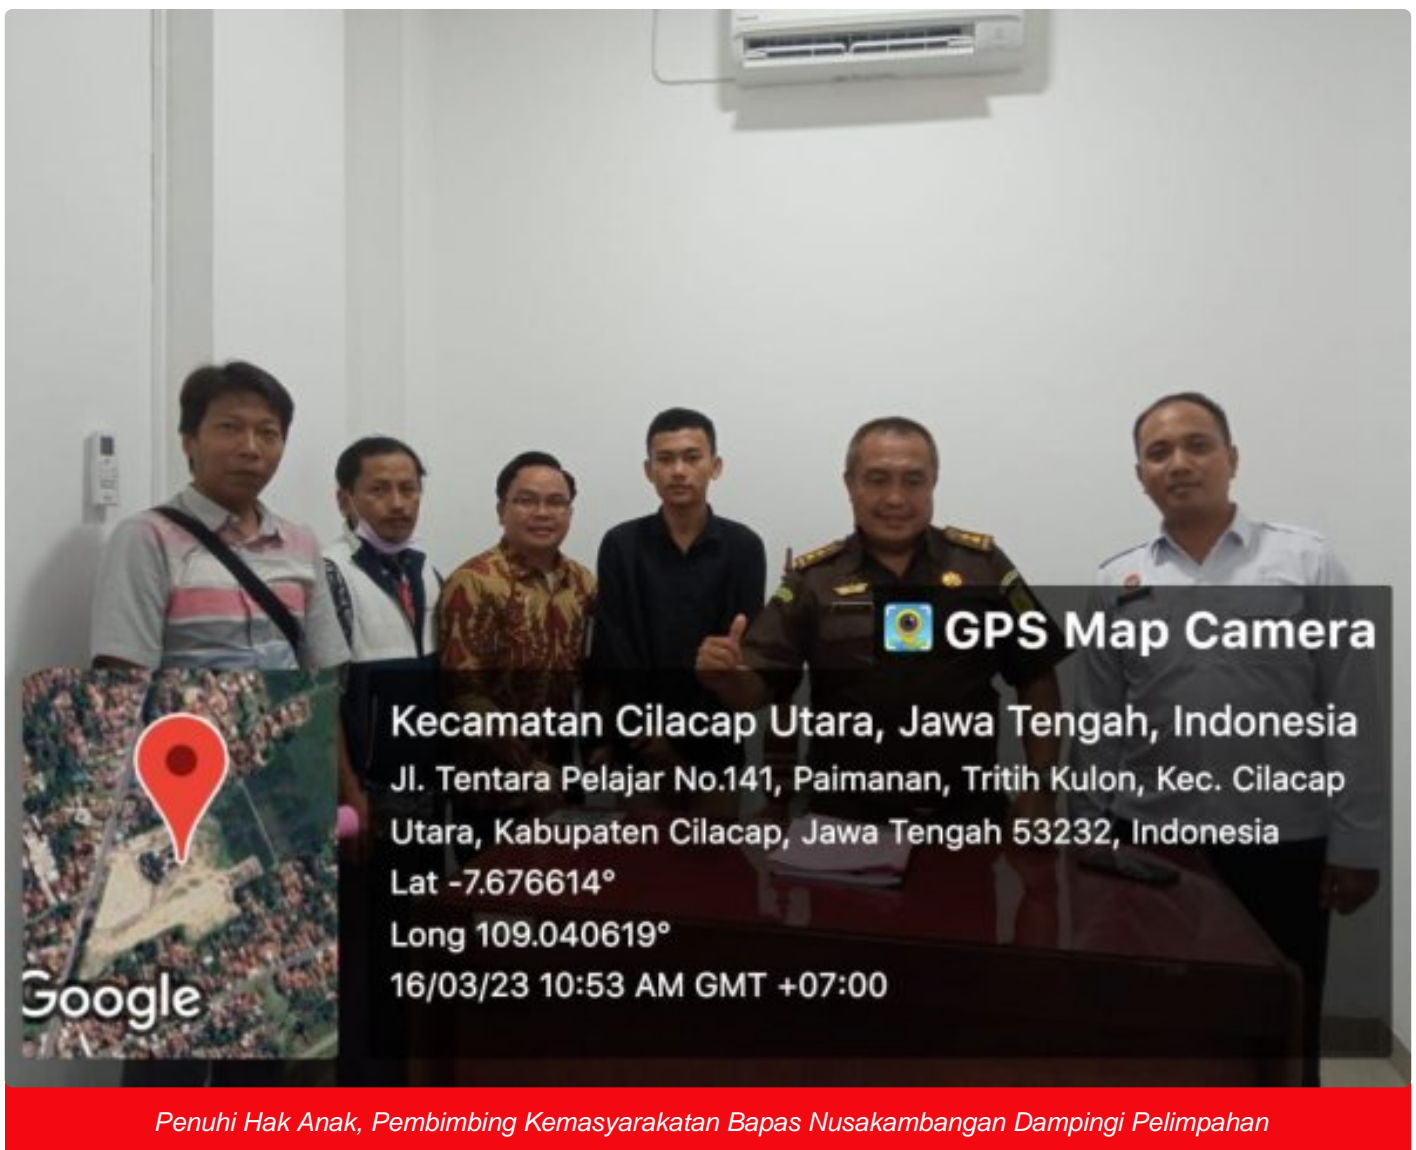 GPS Map Camera
Kecamatan Cilacap Utara, Jawa Tengah, Indonesia
Jl. Tentara Pelajar No.141, Paimanan, Tritih Kulon, Kec. Cilacap
Utara, Kabupaten Cilacap, Jawa Tengah 53232, Indonesia
Lat -7.676614°
Long 109.040619°
16/03/23 10:53 AM GMT +07:00
Google
Penuhi Hak Anak, Pembimbing Kemasyarakatan Bapas Nusakambangan Dampingi Pelimpahan